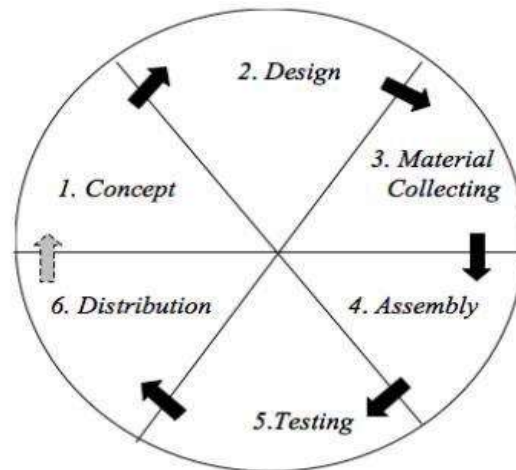 1. Concept
2. Design
3. Material
Collecting
4. Assembly
5.Testing
6. Distribution